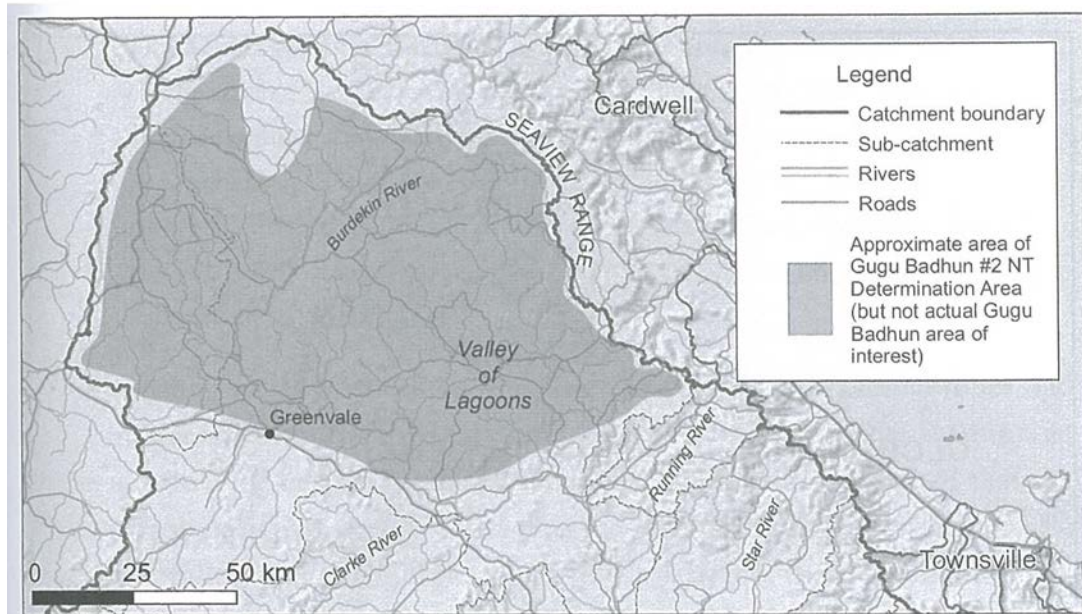 Legend
Catchment boundary
Sub-catchment
Rivers
Roads
Approximate area of
Gugu Badhun #2 NT
Determination Area
(but not actual Gugu
Badhun area of
interest)
Cardwell
SEAVIEW RANGE
Burdekin River
Valley
of
Lagoons
Greenvale
Running River
Star River
Clarke River
Townsville
0 25 50 km